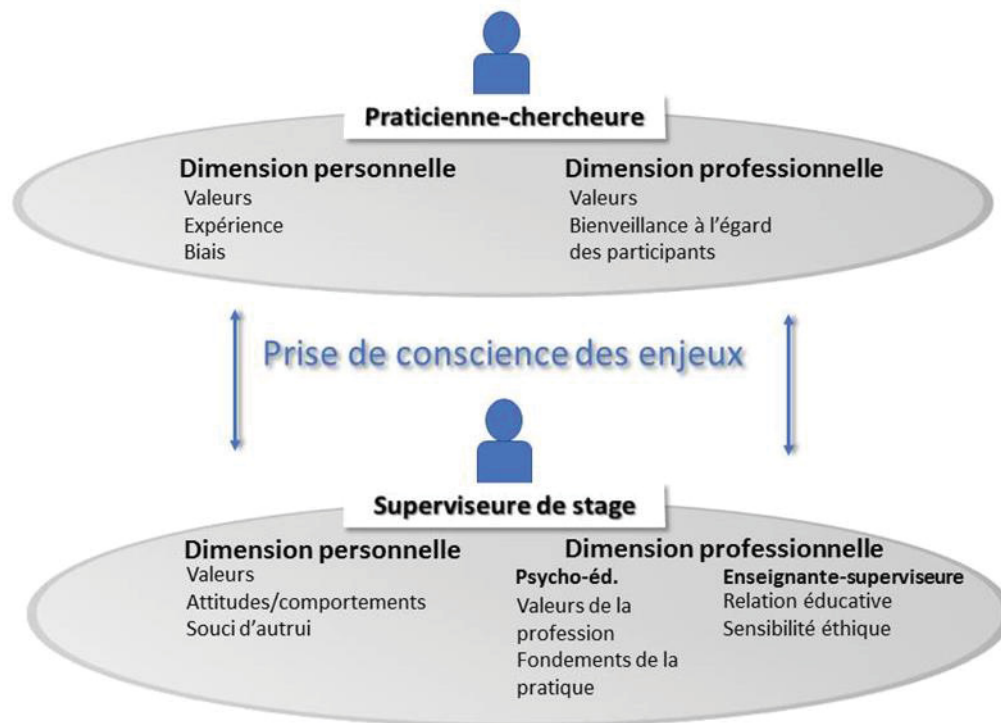 Praticienne-chercheure
Dimension personnelle
Valeurs
Expérience
Biais
Dimension professionnelle
Valeurs
Bienveillance à l'égard
des participants
Prise de conscience des enjeux
Superviseure de stage
Dimension personnelle
Valeurs
Attitudes/comportements
Souci d'autrui
Dimension professionnelle
Psycho-éd.
Valeurs de la
profession
Fondements de la
pratique
Enseignante-superviseure
Relation éducative
Sensibilité éthique